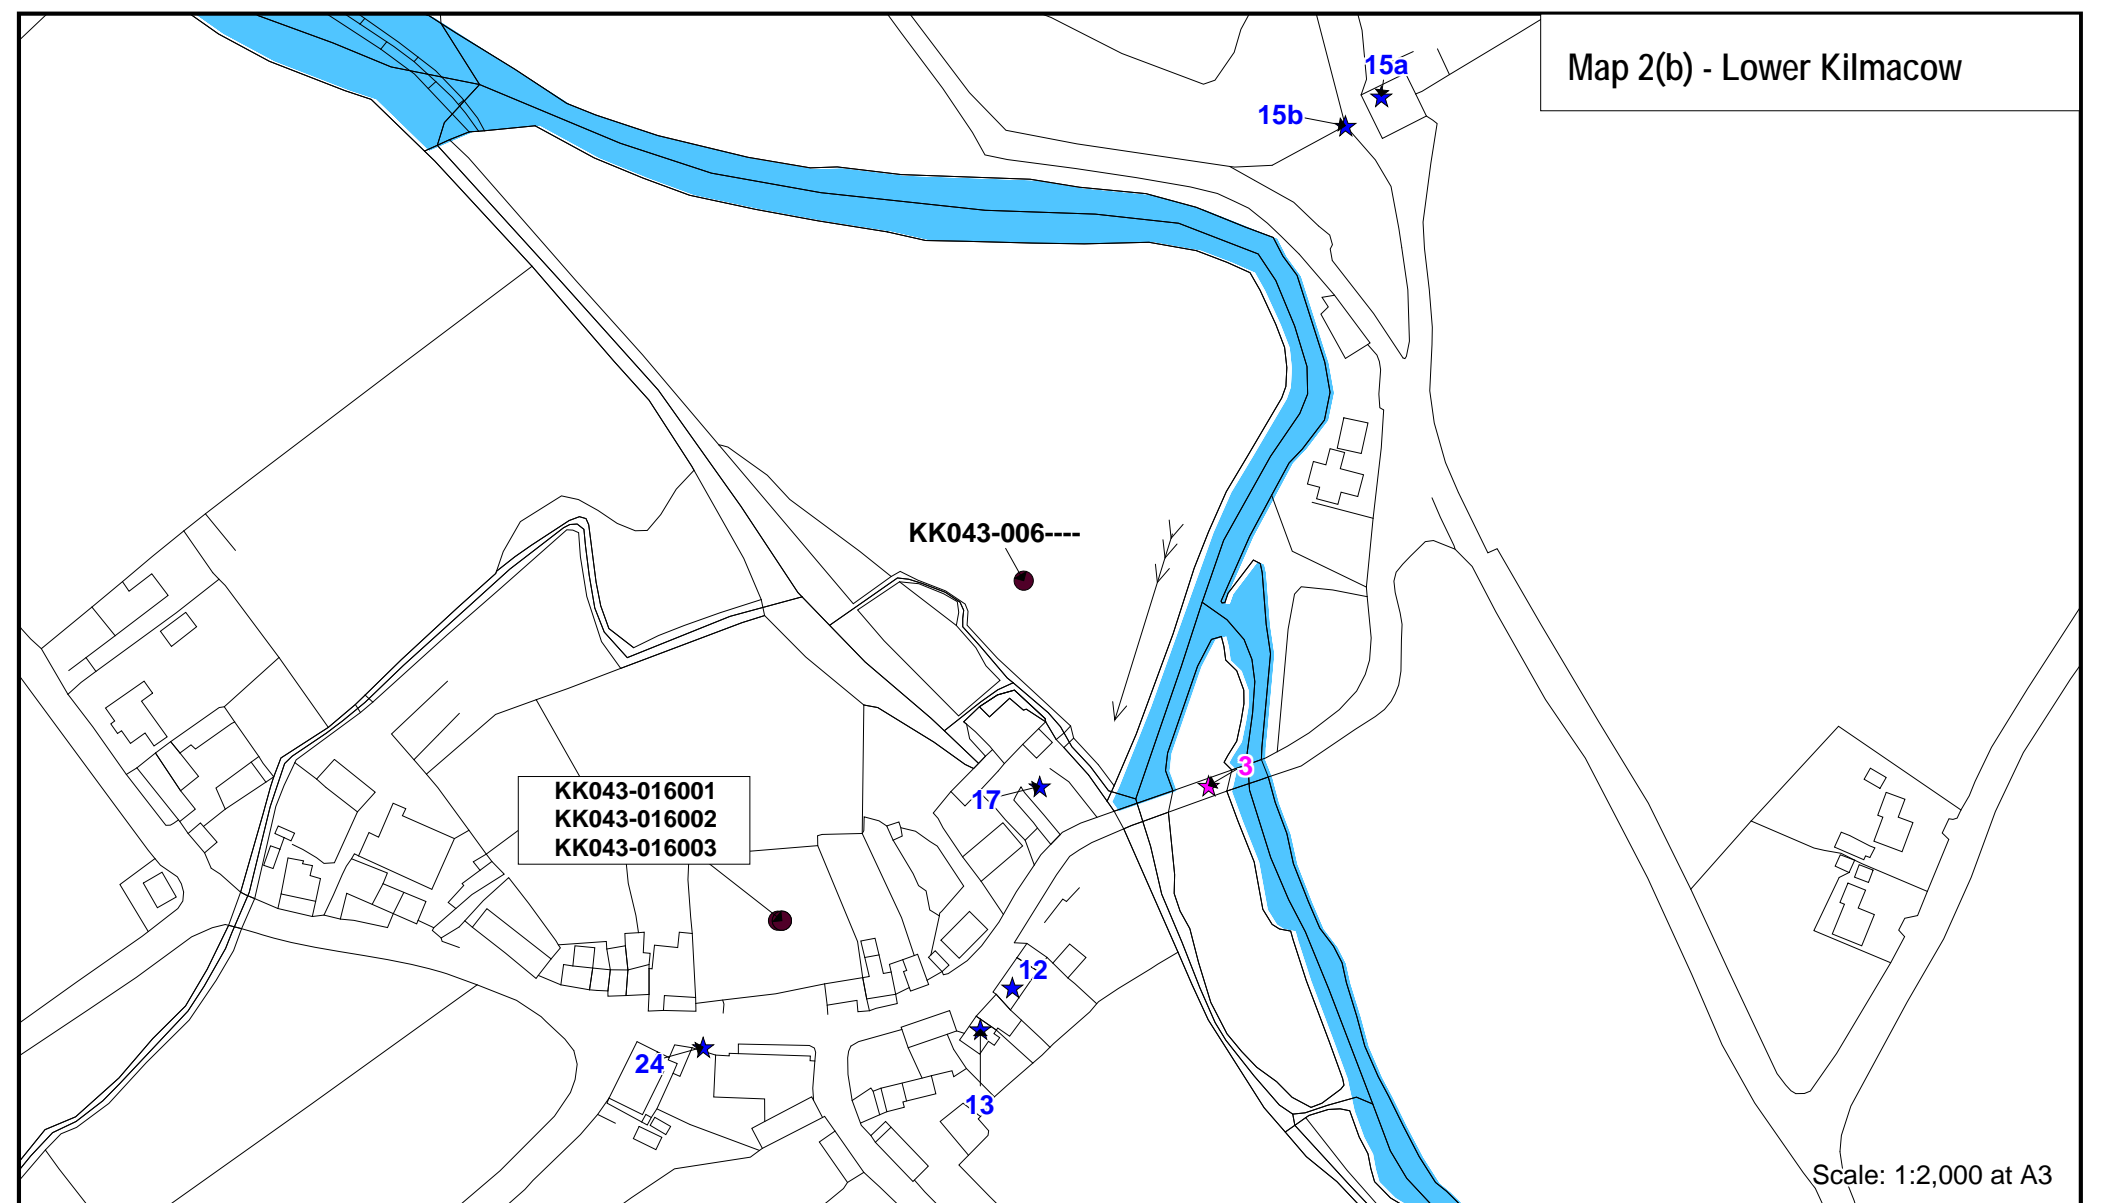 Map 2(b) - Lower Kilmacow
15a
15b
KK043-006----
3
KK043-016001
KK043-016002
KK043-016003
17
12
24
13
Scale: 1:2,000 at A3